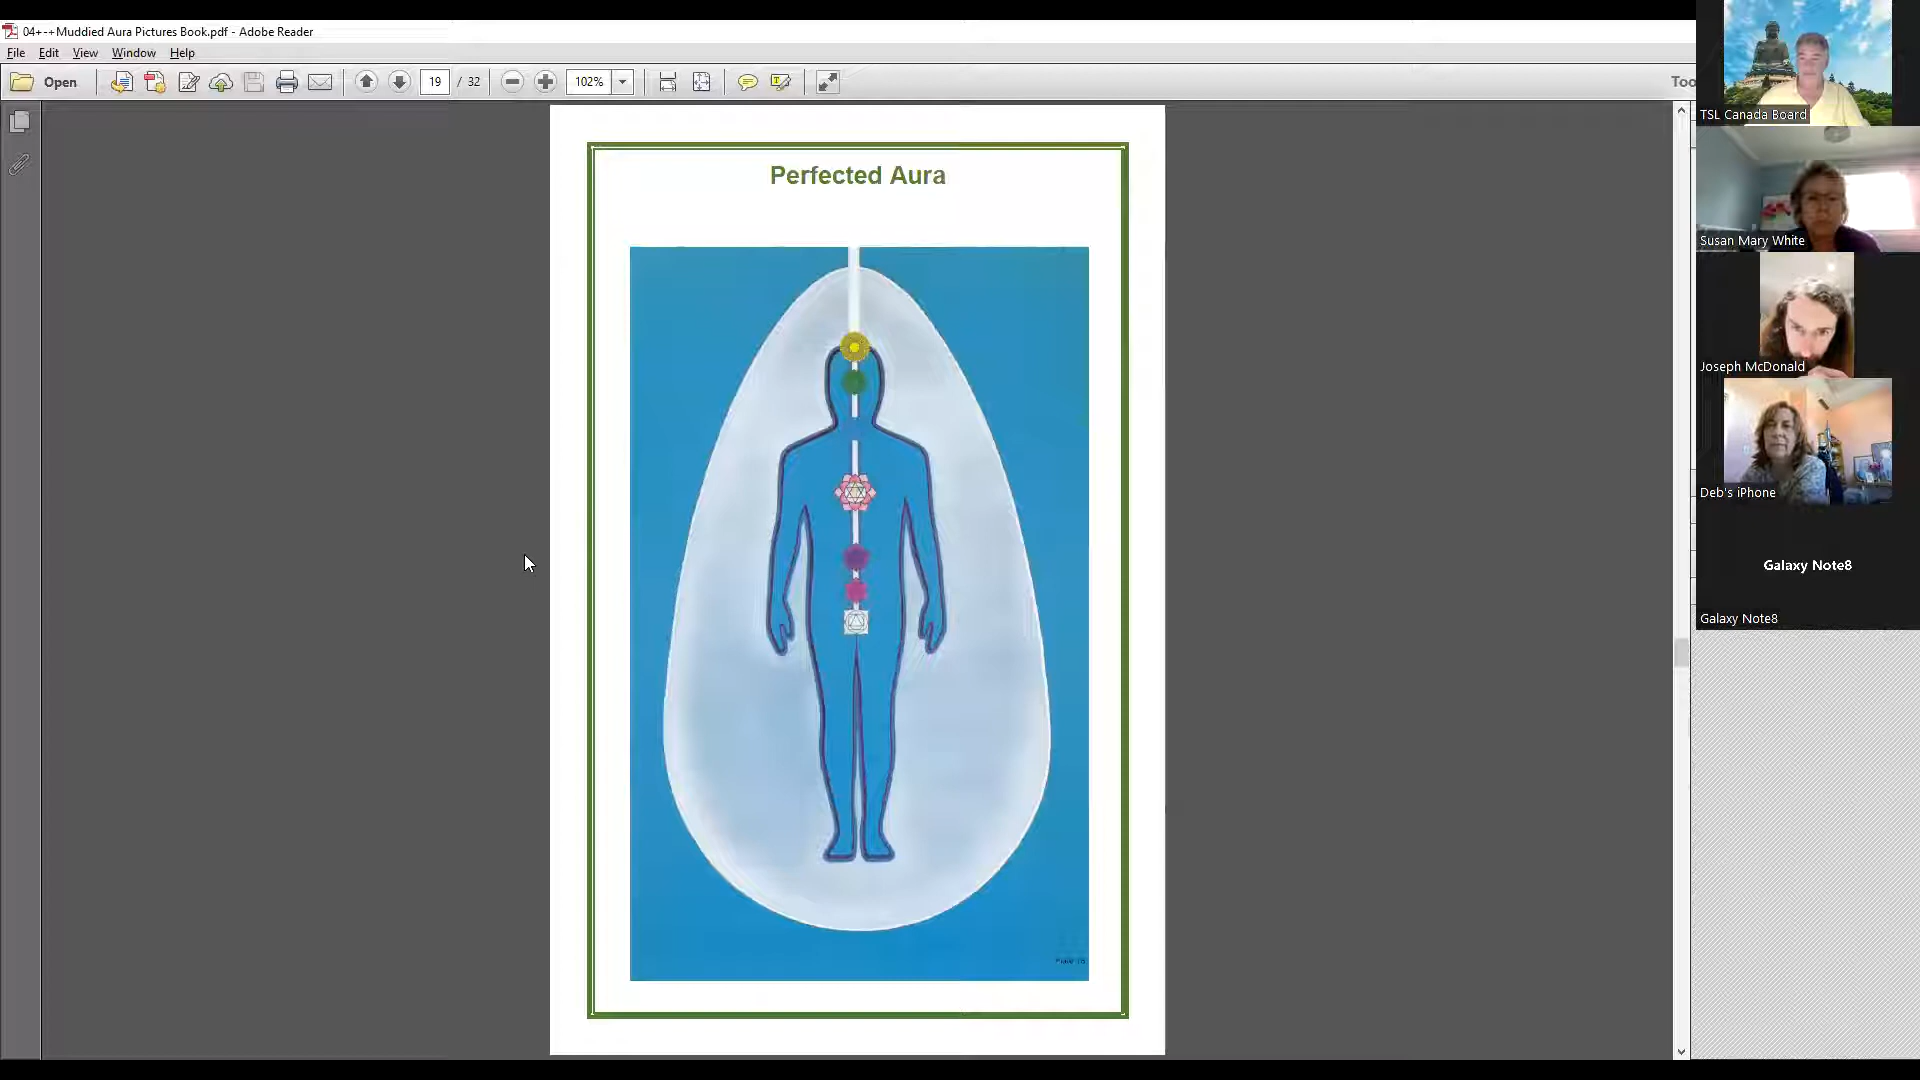 04+-+Muddied Aura Pictures Book.pdf - Adobe Reader
File Edit View Window Help
Open 19 / 32 102% Too
Perfected Aura
TSL Canada Board
Susan Mary White
Joseph McDonald
Deb's iPhone
Galaxy Note8
Galaxy Note8